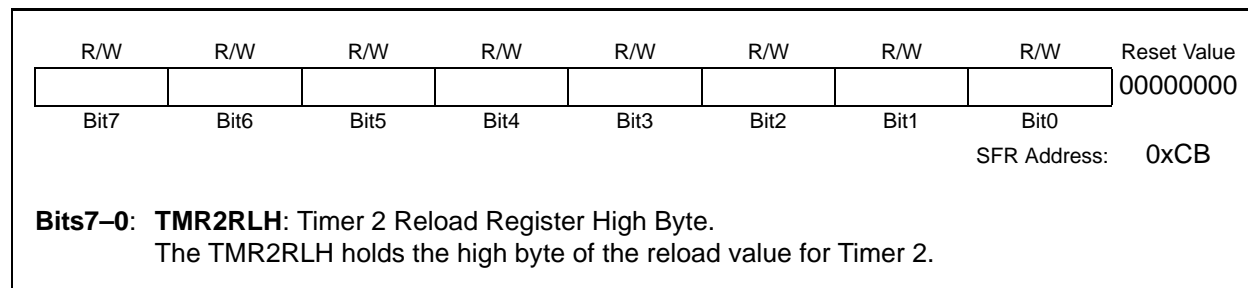 R/W R/W R/W R/W R/W R/W R/W R/W Reset Value
00000000
Bit7 Bit6 Bit5 Bit4 Bit3 Bit2 Bit1 Bit0
SFR Address: 0xCB
Bits7–0: TMR2RLH: Timer 2 Reload Register High Byte.
The TMR2RLH holds the high byte of the reload value for Timer 2.